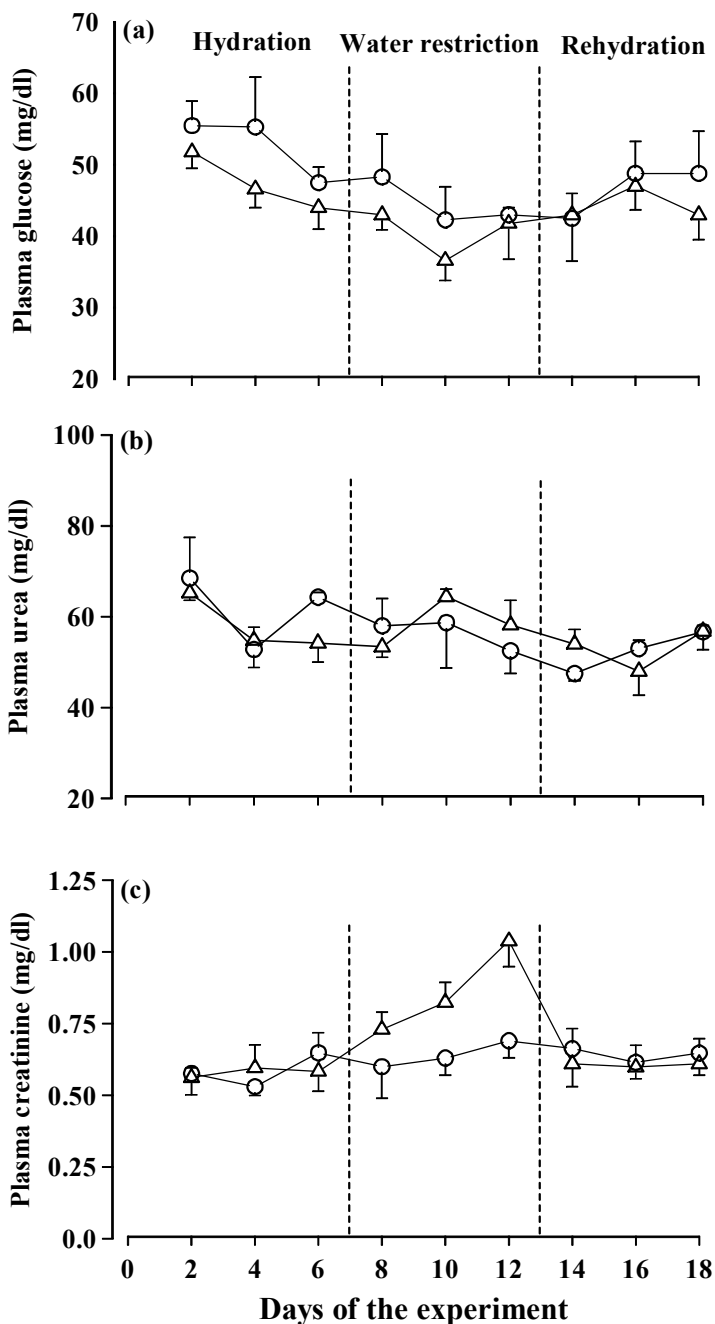 (a)
Hydration
Water restriction
Rehydration
Plasma glucose (mg/dl)
70
60
50
40
30
20
(b)
Plasma urea (mg/dl)
100
80
60
40
20
(c)
Plasma creatinine (mg/dl)
1.25
1.00
0.75
0.50
0.25
0.0
0 2 4 6 8 10 12 14 16 18
Days of the experiment